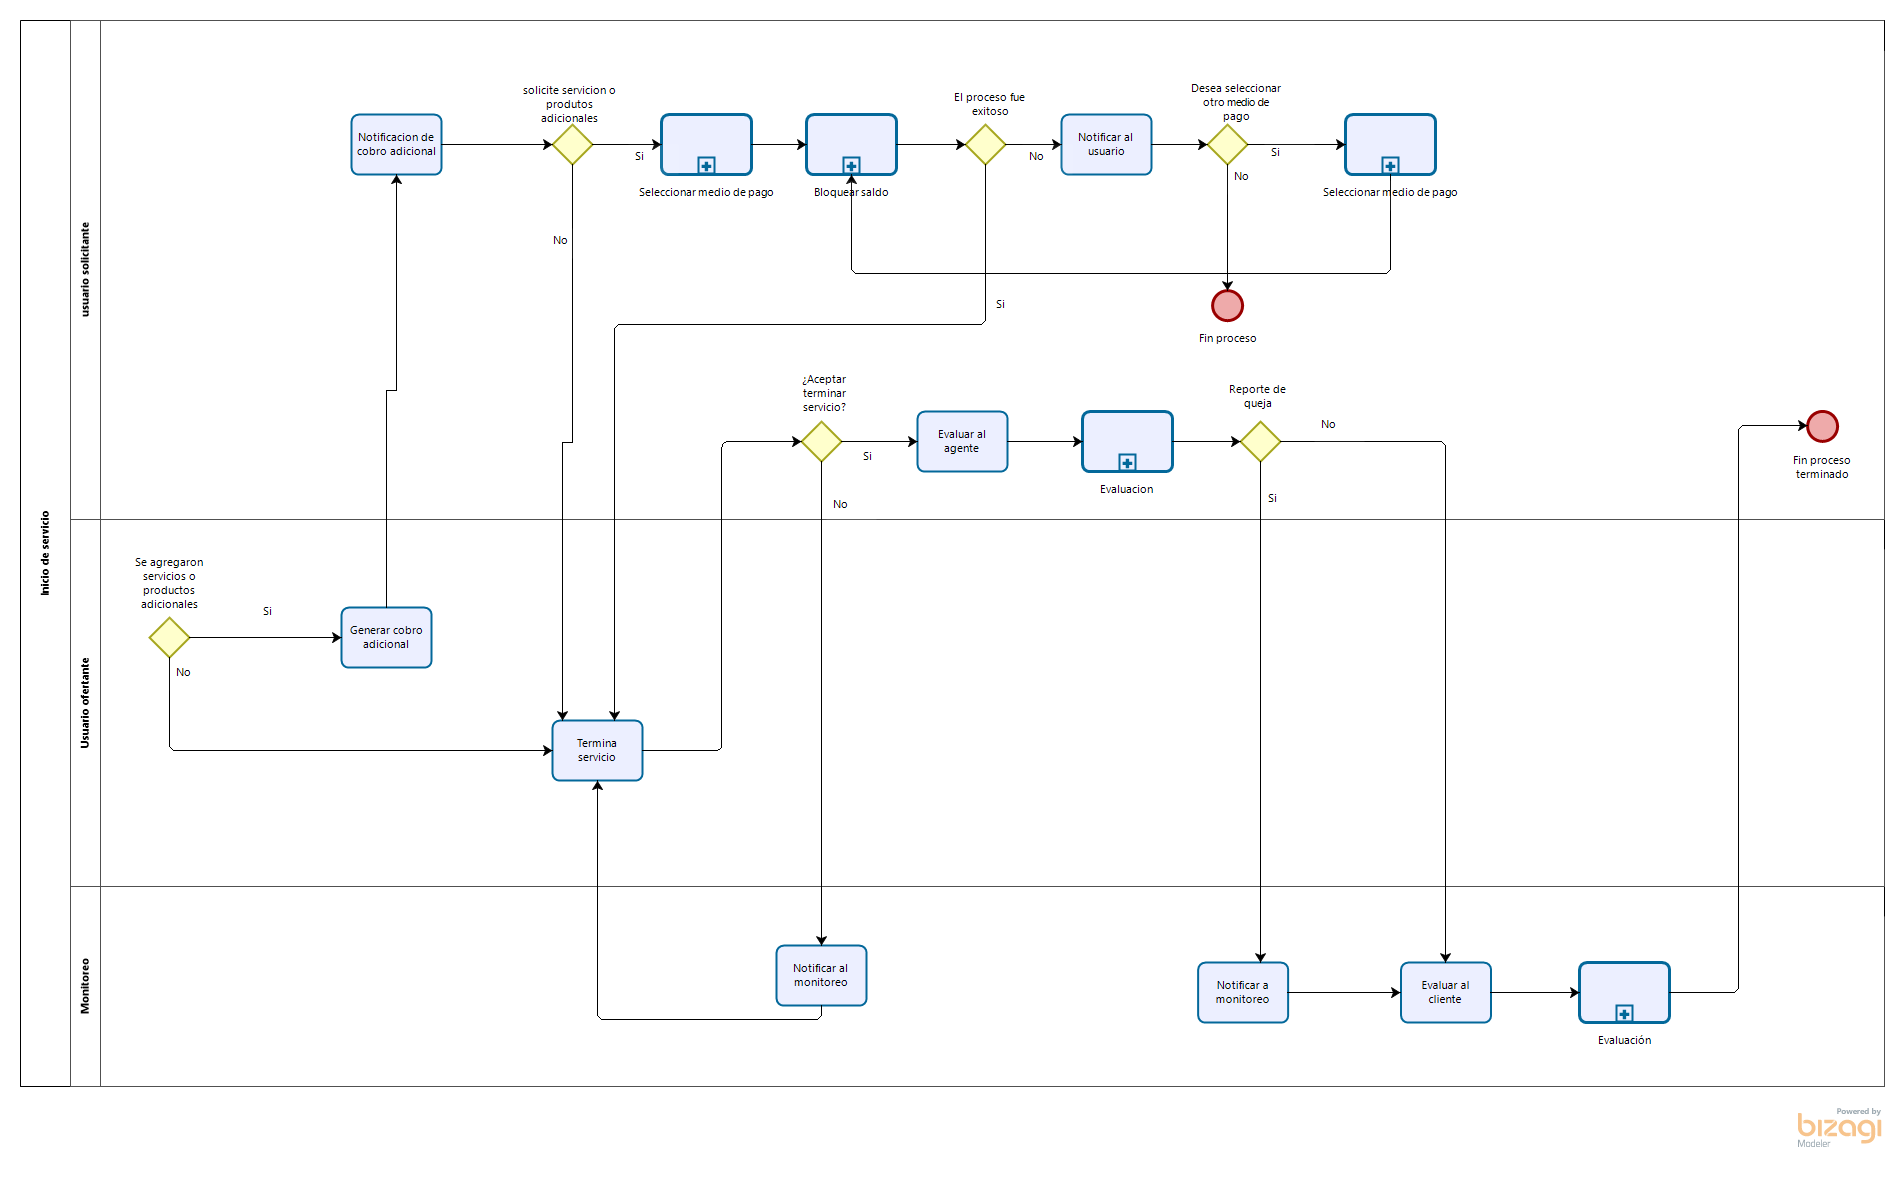 Inicio de servicio
usuario solicitante
solicite servicion o
produtos
adicionales
El proceso fue
exitoso
Desea seleccionar
otro medio de
pago
Notificacion de
cobro adicional
Si
Seleccionar medio de pago
Bloquear saldo
No
Notificar al
usuario
Si
No
Seleccionar medio de pago
No
Si
Fin proceso
¿Aceptar
terminar
servicio?
Si
No
Evaluar al
agente
Evaluacion
Reporte de
queja
No
Si
Fin proceso
terminado
Usuario ofertante
Se agregaron
servicios o
productos
adicionales
Si
No
Generar cobro
adicional
Termina
servicio
Monitoreo
Notificar al
monitoreo
Notificar a
monitoreo
Evaluar al
cliente
Evaluación
Powered by
bizagi
Modeler